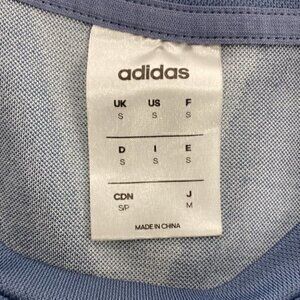 adidas
UK US F
S S S
D I E
S S S
CDN J
S/P M
MADE IN CHINA